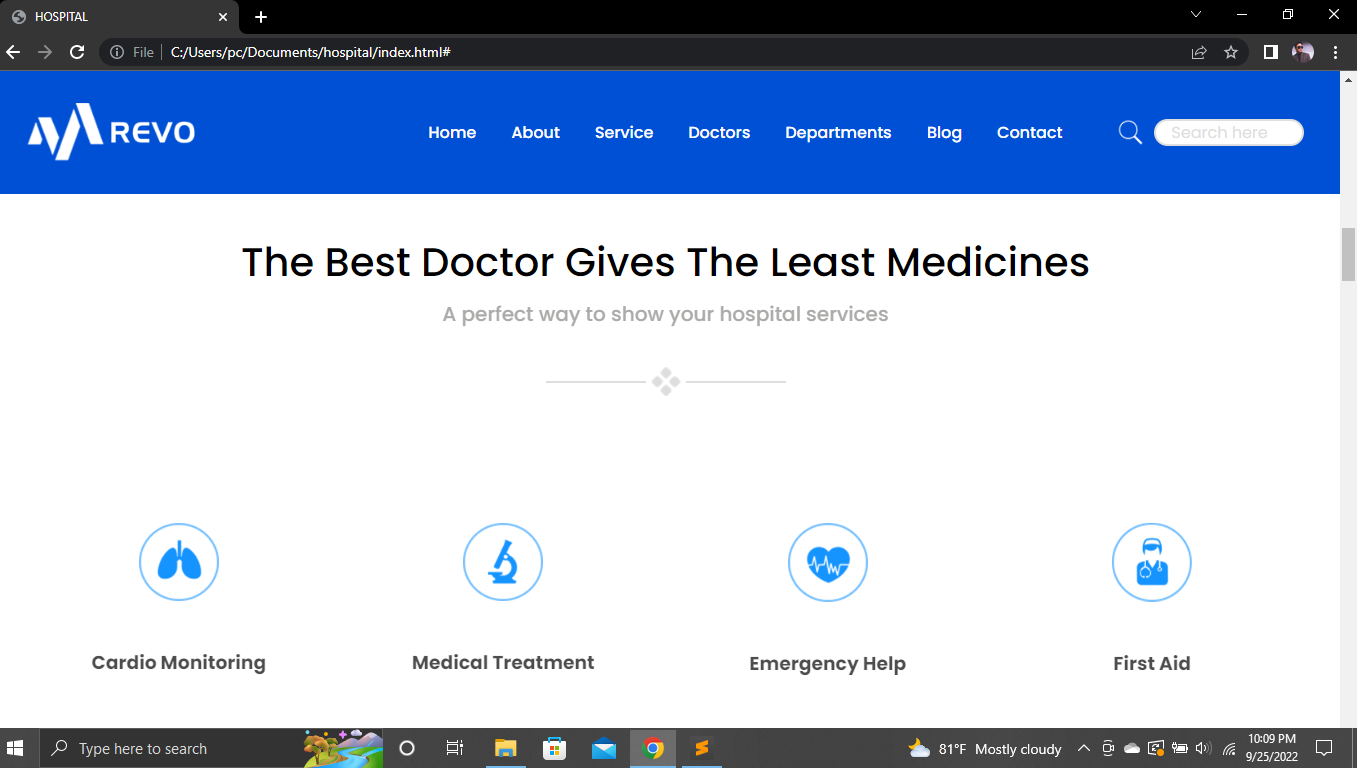 HOSPITAL
File C:/Users/pc/Documents/hospital/index.html#
REVO Home About Service Doctors Departments Blog Contact Search here
The Best Doctor Gives The Least Medicines
A perfect way to show your hospital services
Cardio Monitoring Medical Treatment Emergency Help First Aid
Type here to search 81°F Mostly cloudy 10:09 PM
9/25/2022